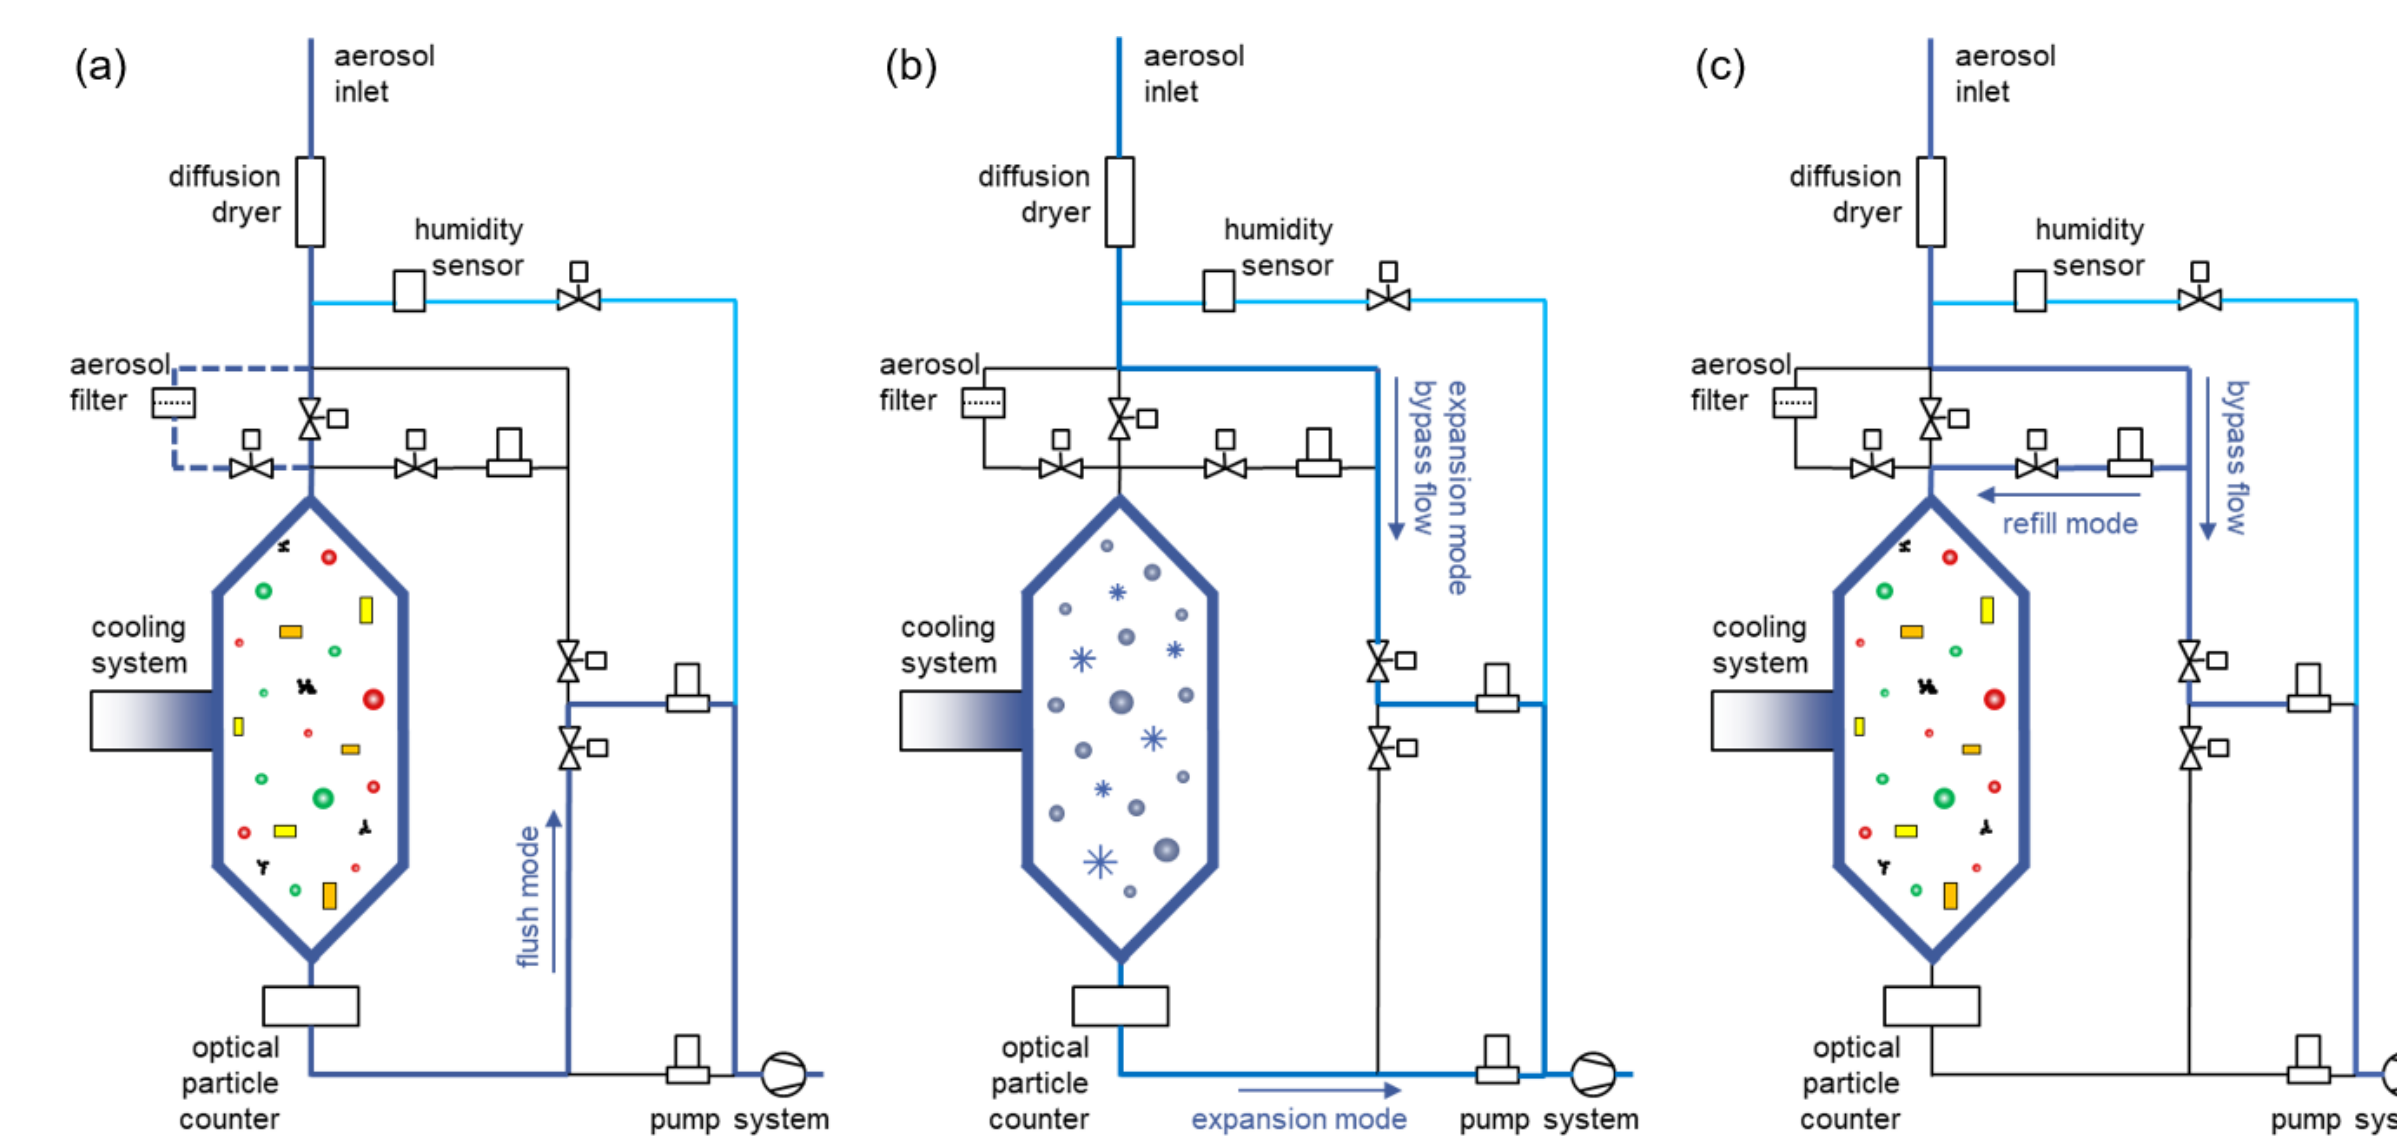 (a)
aerosol
inlet
diffusion
dryer
humidity
sensor
aerosol
filter
cooling
system
flush mode
optical
particle
counter
pump system
(b)
aerosol
inlet
diffusion
dryer
humidity
sensor
aerosol
filter
expansion mode
bypass flow
cooling
system
optical
particle
counter
expansion mode
pump system
(c)
aerosol
inlet
diffusion
dryer
humidity
sensor
aerosol
filter
bypass flow
refill mode
cooling
system
optical
particle
counter
pump sys